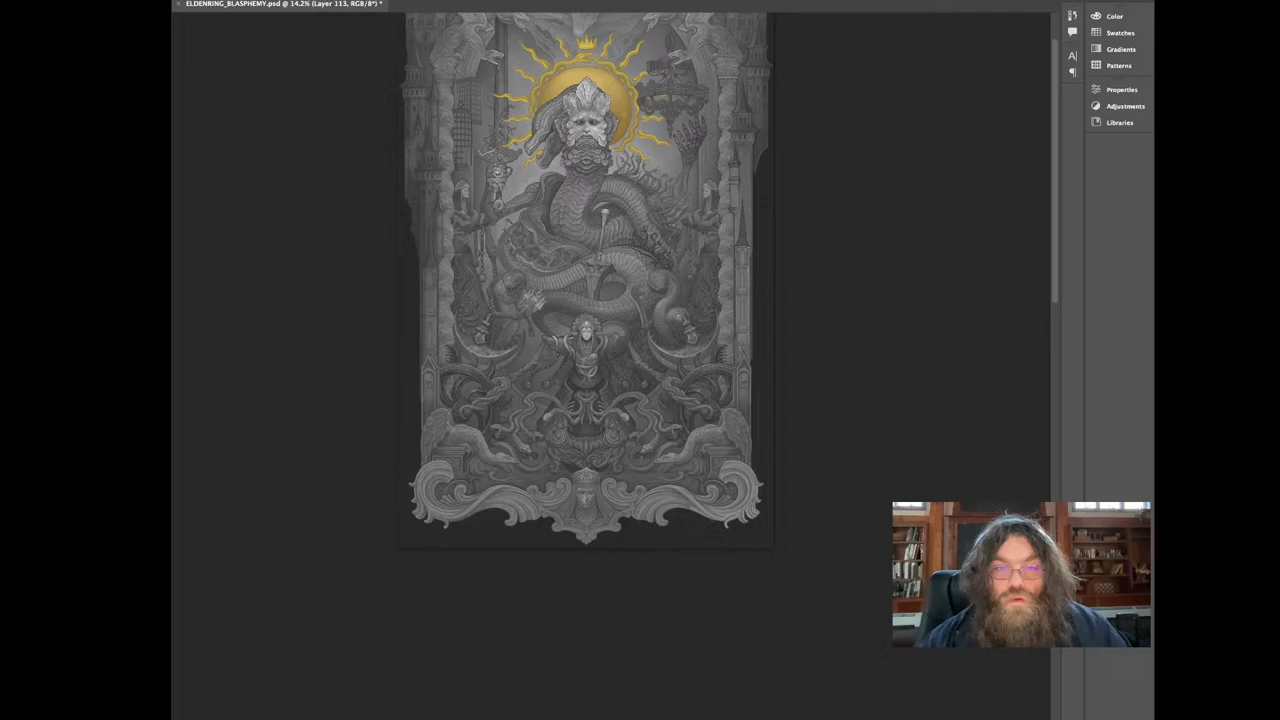 × ELDENRING_BLASPHEMY.psd @ 14.2% (Layer 113, RGB/8*) *
Color
Swatches
Gradients
Patterns
Properties
Adjustments
Libraries